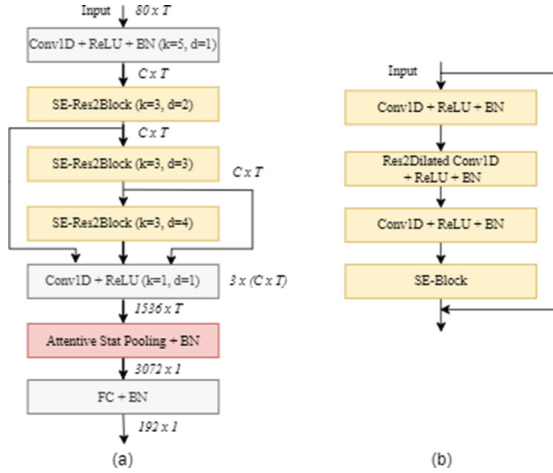 Input
80 x T
Conv1D + ReLU + BN (k=5, d=1)
C x T
SE-Res2Block (k=3, d=2)
C x T
SE-Res2Block (k=3, d=3)
C x T
SE-Res2Block (k=3, d=4)
Conv1D + ReLU (k=1, d=1)
3 x (C x T)
1536 x T
Attentive Stat Pooling + BN
3072 x 1
FC + BN
192 x 1
(a)
Input
Conv1D + ReLU + BN
Res2Dilated Conv1D
+ ReLU + BN
Conv1D + ReLU + BN
SE-Block
(b)